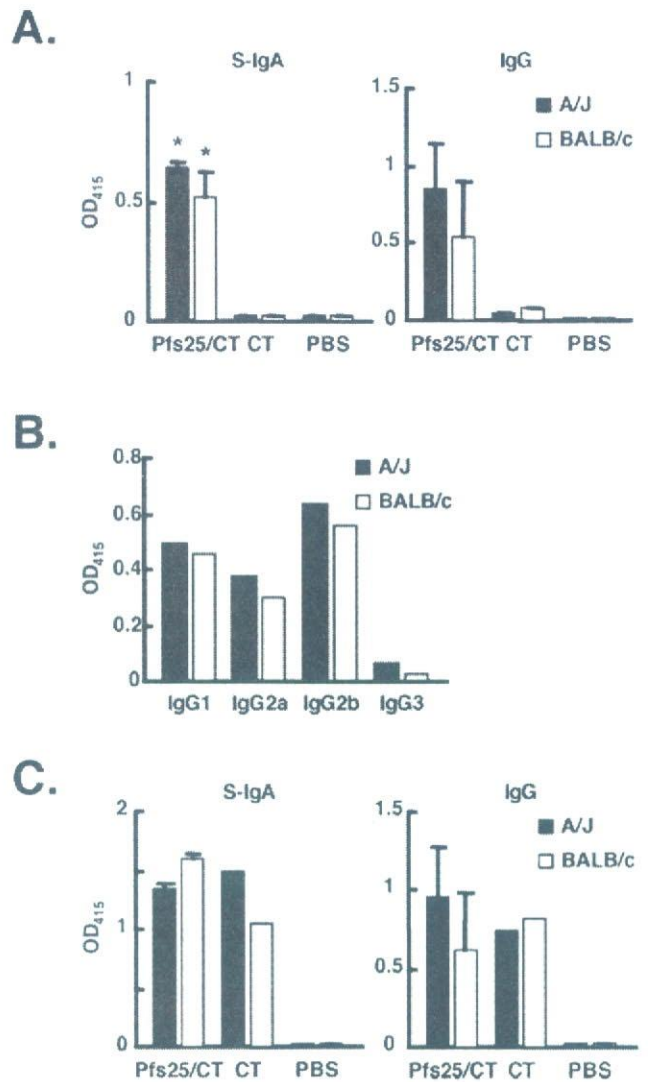 A.
S-IgA
IgG
1
0.5
0
OD415
* *
Pfs25/CT CT PBS
1.5
1
0.5
0
A/J
BALB/c
Pfs25/CT CT PBS
B.
0.8
0.6
0.4
0.2
0
OD415
A/J
BALB/c
IgG1 IgG2a IgG2b IgG3
C.
S-IgA
IgG
2
1
0
OD415
Pfs25/CT CT PBS
1.5
1
0.5
0
A/J
BALB/c
Pfs25/CT CT PBS